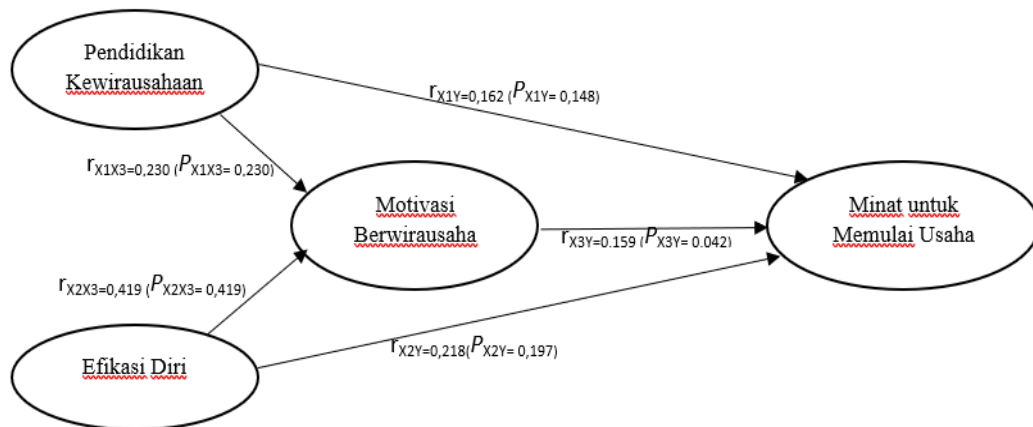 Pendidikan
Kewirausahaan
rX1Y=0,162 (PX1Y= 0,148)
rX1X3=0,230 (PX1X3= 0,230)
Motivasi
Berwirausaha
Minat untuk
Memulai Usaha
rX3Y=0.159 (PX3Y= 0.042)
rX2X3=0,419 (PX2X3= 0,419)
rX2Y=0,218(PX2Y= 0,197)
Efikasi Diri